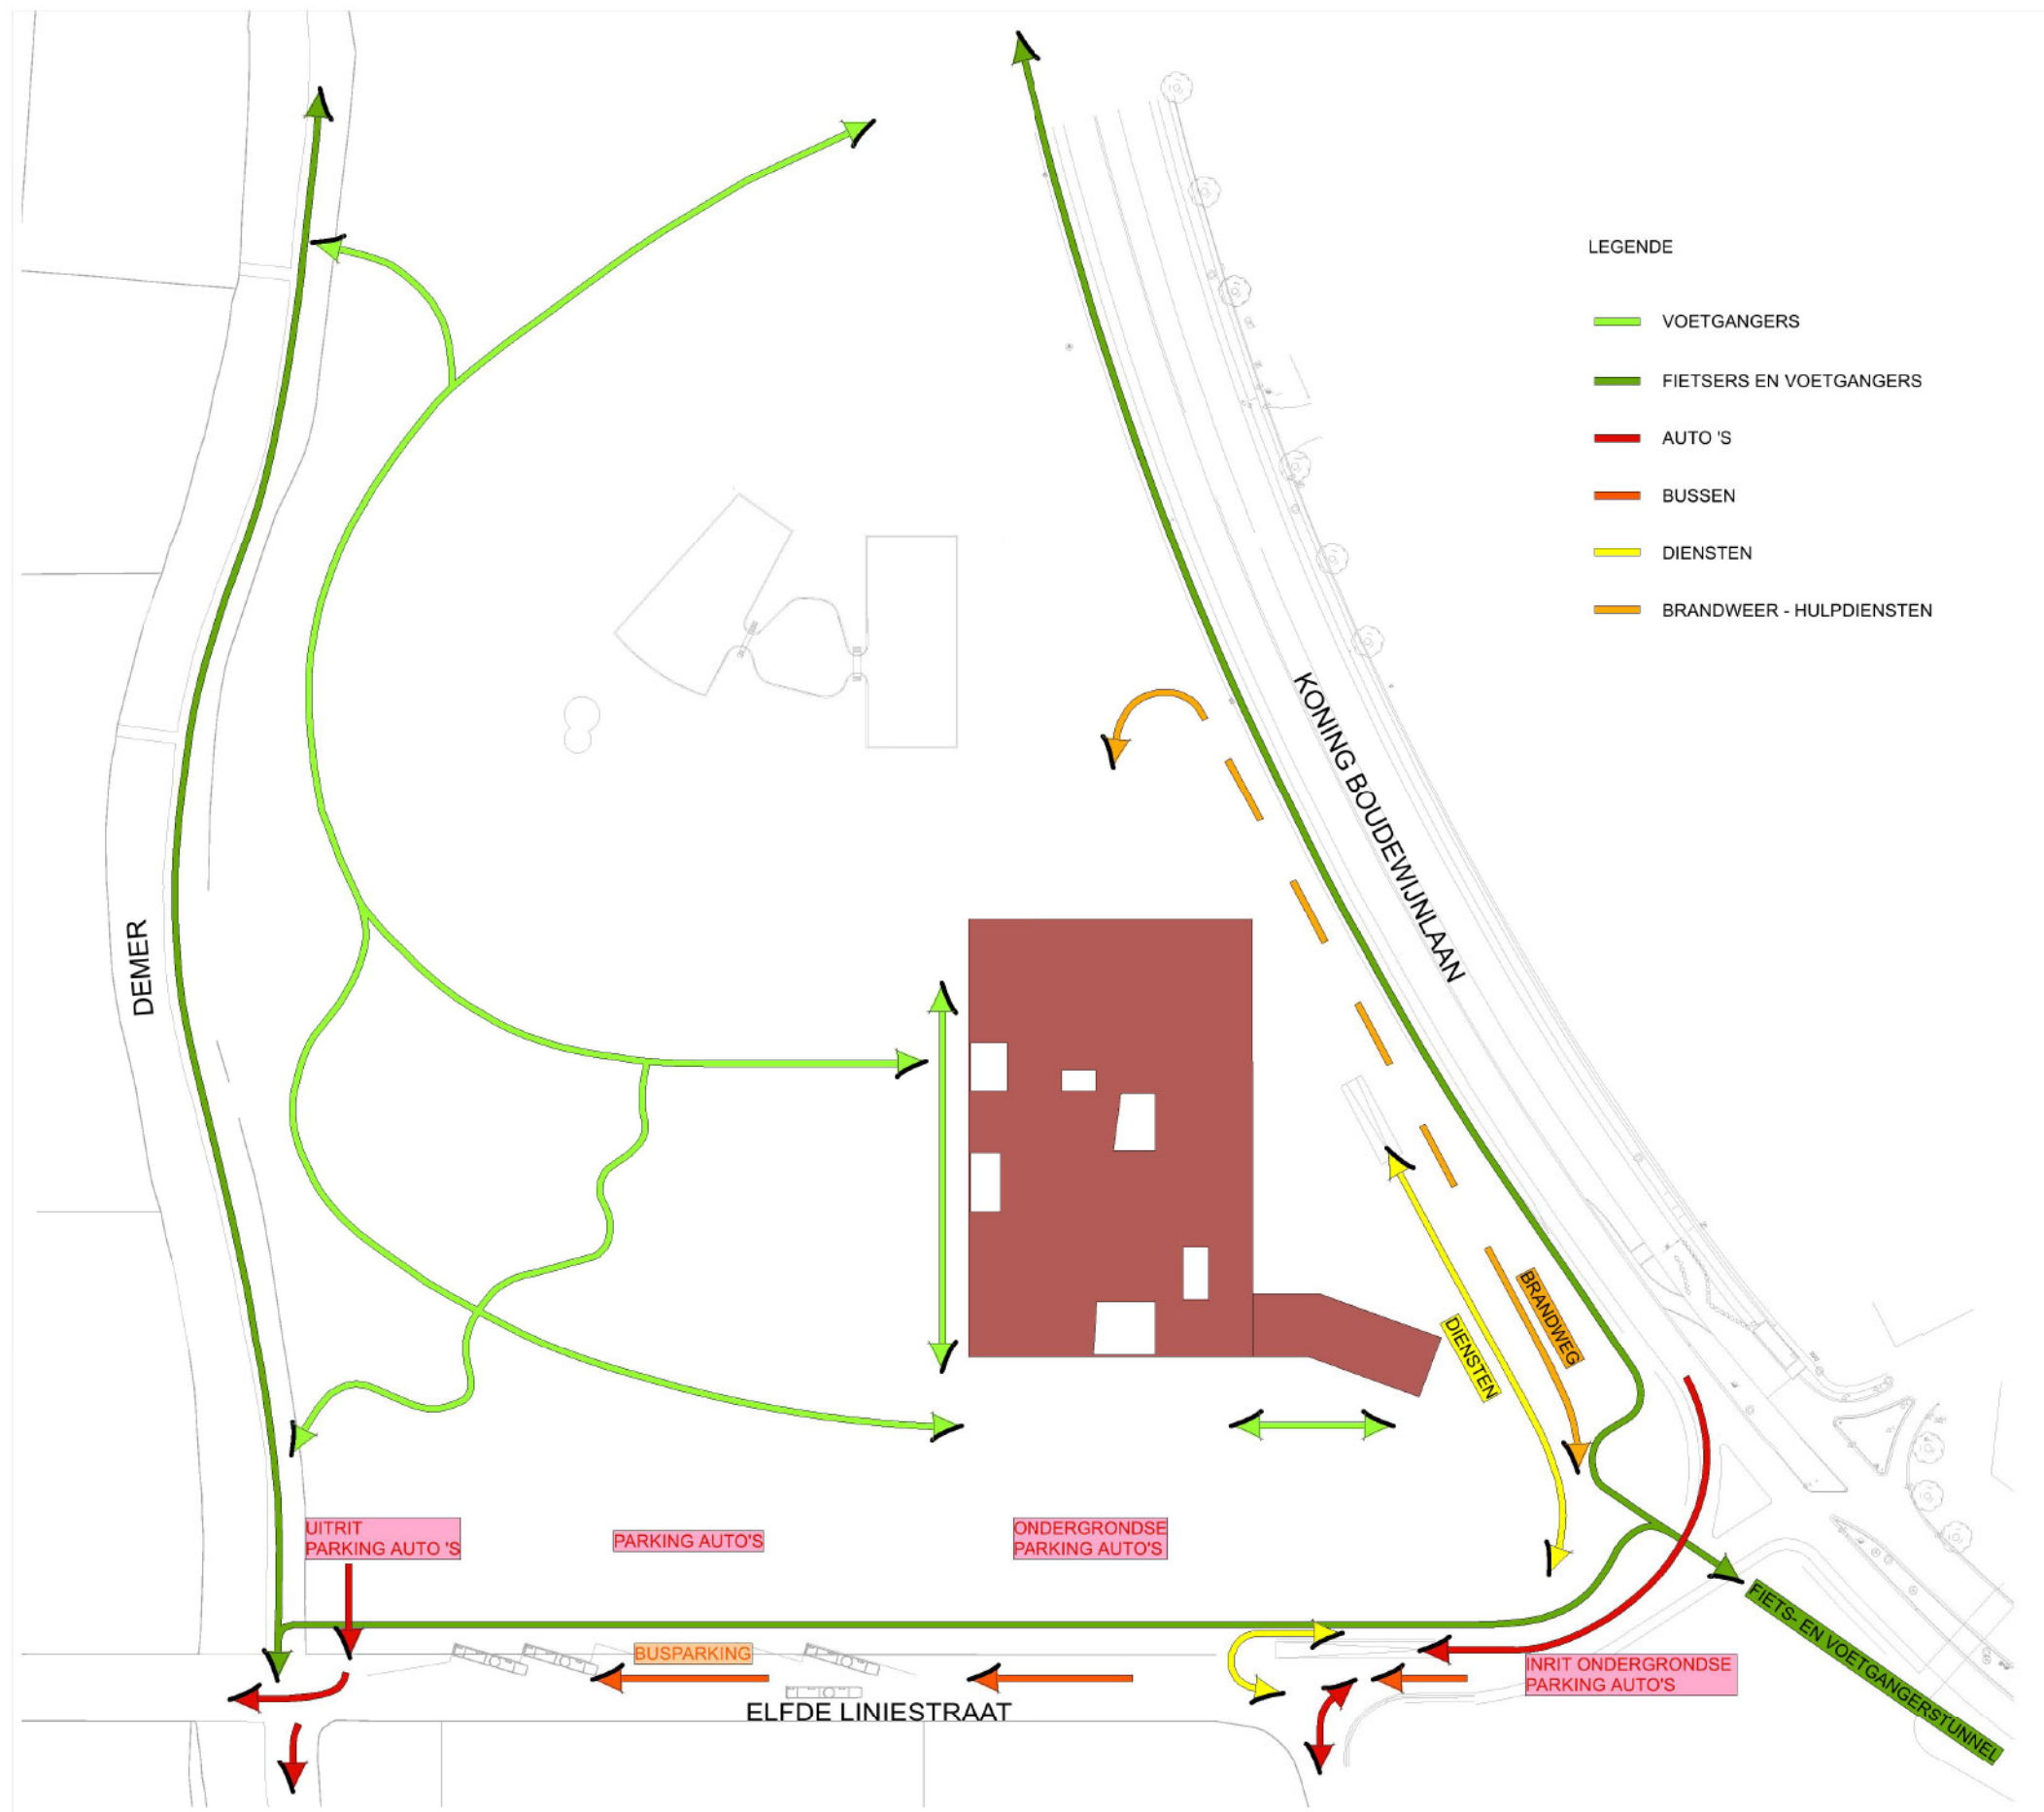 LEGENDE
VOETGANGERS
FIETSERS EN VOETGANGERS
AUTO 'S
BUSSEN
DIENSTEN
BRANDWEER - HULPDIENSTEN
KONING BOUDEWIJNLAAN
DEMER
BRANDWEG
DIENSTEN
UITRIT
PARKING AUTO 'S
PARKING AUTO'S
ONDERGRONDSE
PARKING AUTO'S
FIETS- EN VOETGANGERSTUNNEL
BUSPARKING
INRIT ONDERGRONDSE
PARKING AUTO'S
ELFDE LINIESTRAAT